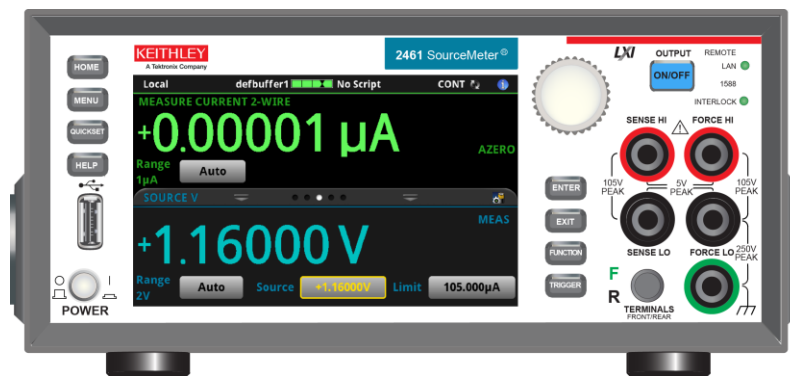 KEITHLEY
A Tektronix Company
2461 SourceMeter®
LXI
OUTPUT
REMOTE
LAN
ON/OFF
1588
INTERLOCK
HOME
MENU
QUICKSET
HELP
Local defbuffer1 No Script CONT
MEASURE CURRENT 2-WIRE
+0.00001 µA
AZERO
Range Auto
1µA
SOURCE V
MEAS
+1.16000 V
Range Auto Source +1.16000V Limit 105.000µA
2V
ENTER
EXIT
FUNCTION
TRIGGER
SENSE HI FORCE HI
105V PEAK
5V PEAK
105V PEAK
SENSE LO FORCE LO
250V PEAK
F
R
TERMINALS
FRONT/REAR
POWER